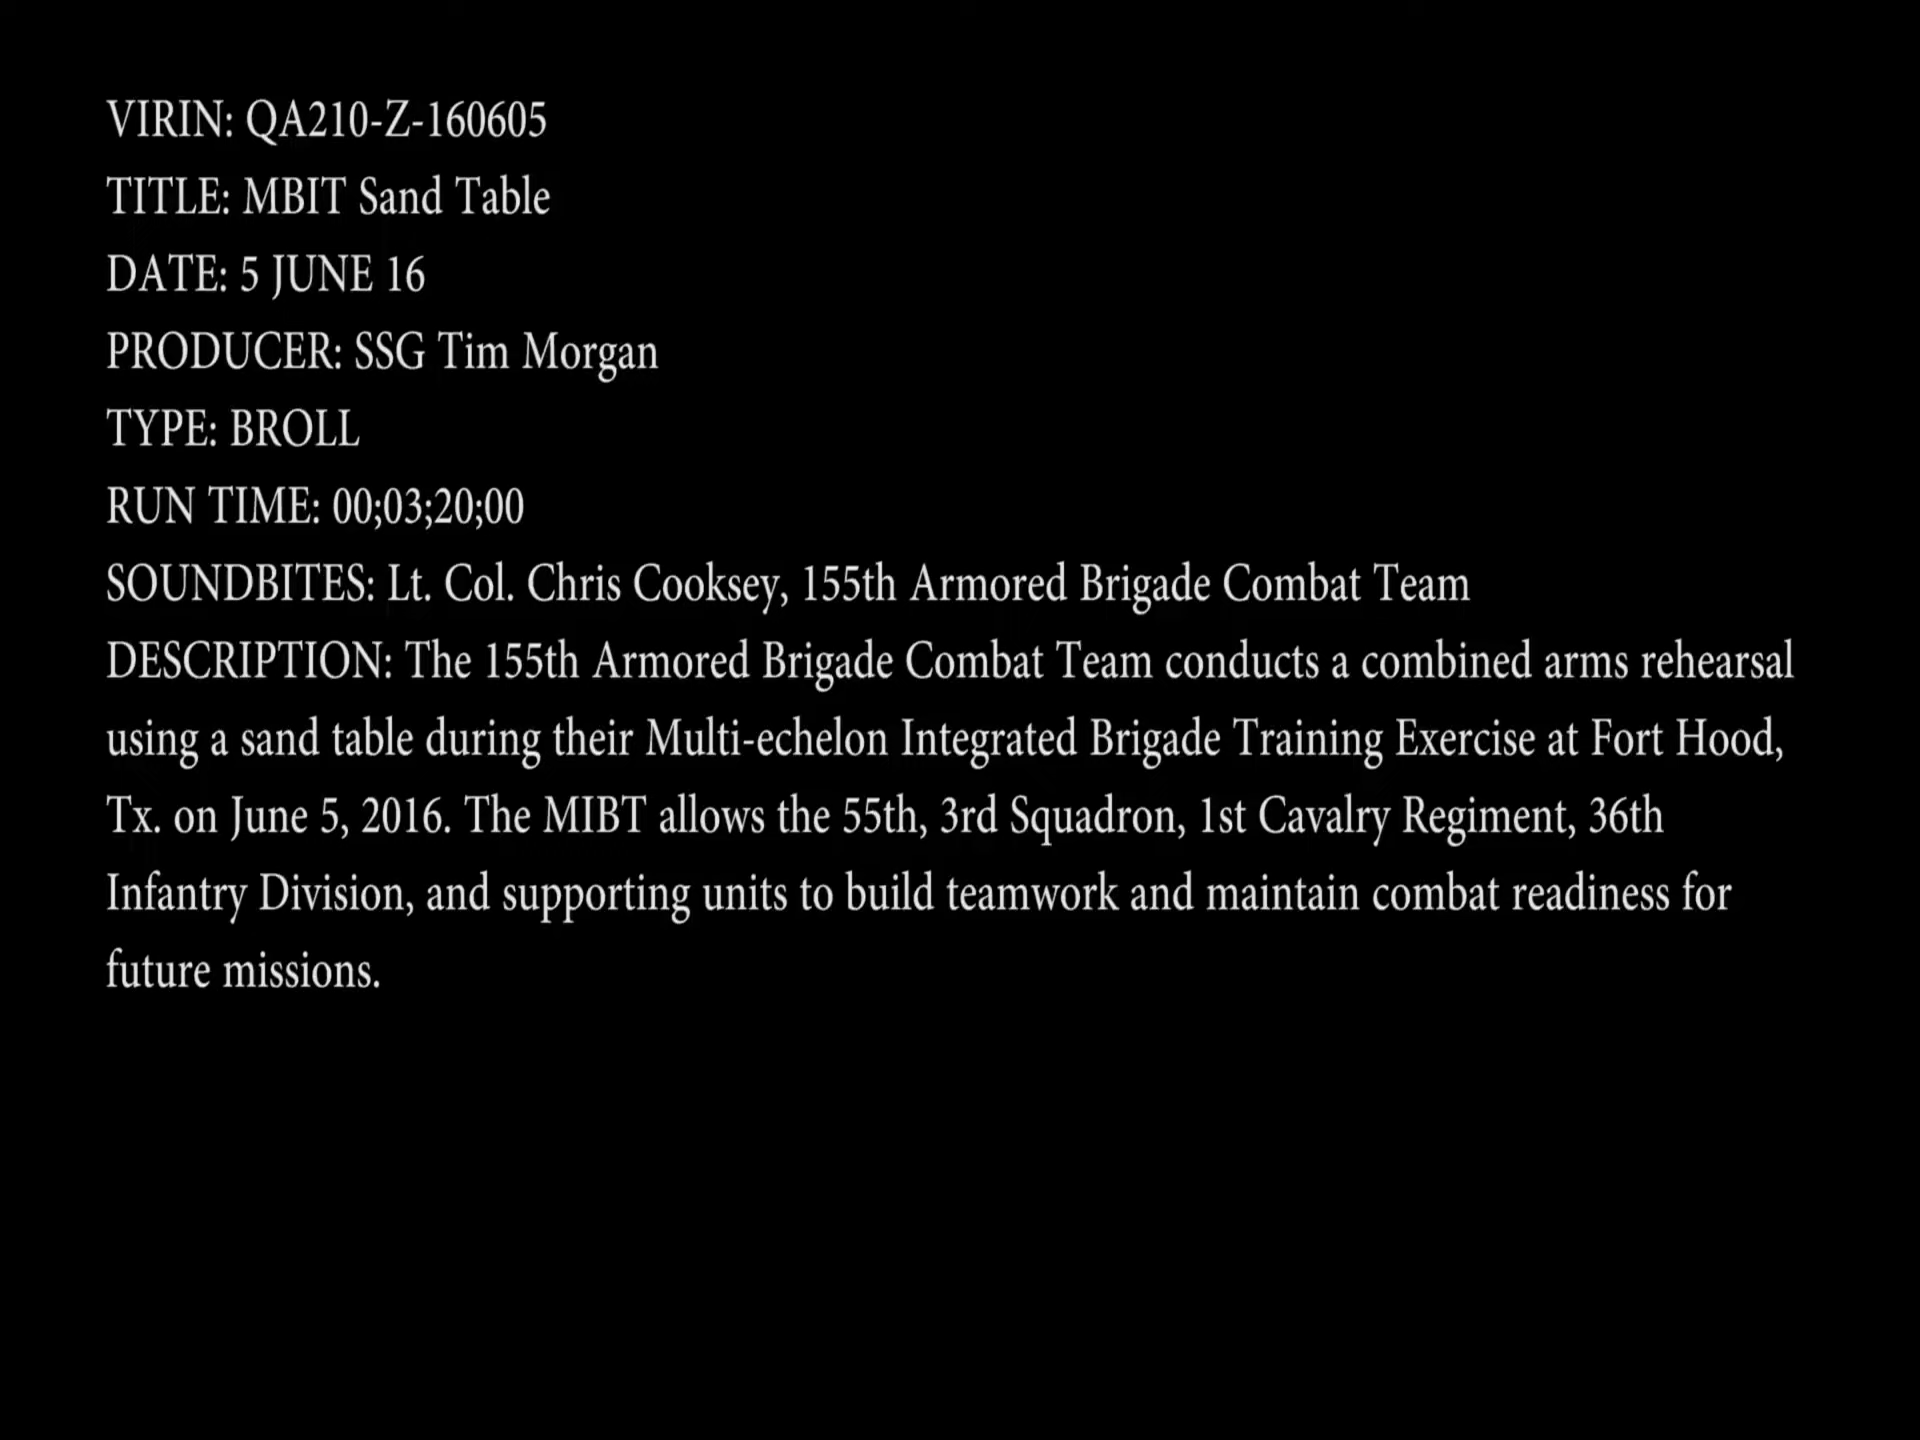 VIRIN: QA210-Z-160605
TITLE: MBIT Sand Table
DATE: 5 JUNE 16
PRODUCER: SSG Tim Morgan
TYPE: BROLL
RUN TIME: 00;03;20;00
SOUNDBITES: Lt. Col. Chris Cooksey, 155th Armored Brigade Combat Team
DESCRIPTION: The 155th Armored Brigade Combat Team conducts a combined arms rehearsal
using a sand table during their Multi-echelon Integrated Brigade Training Exercise at Fort Hood,
Tx. on June 5, 2016. The MIBT allows the 55th, 3rd Squadron, 1st Cavalry Regiment, 36th
Infantry Division, and supporting units to build teamwork and maintain combat readiness for
future missions.